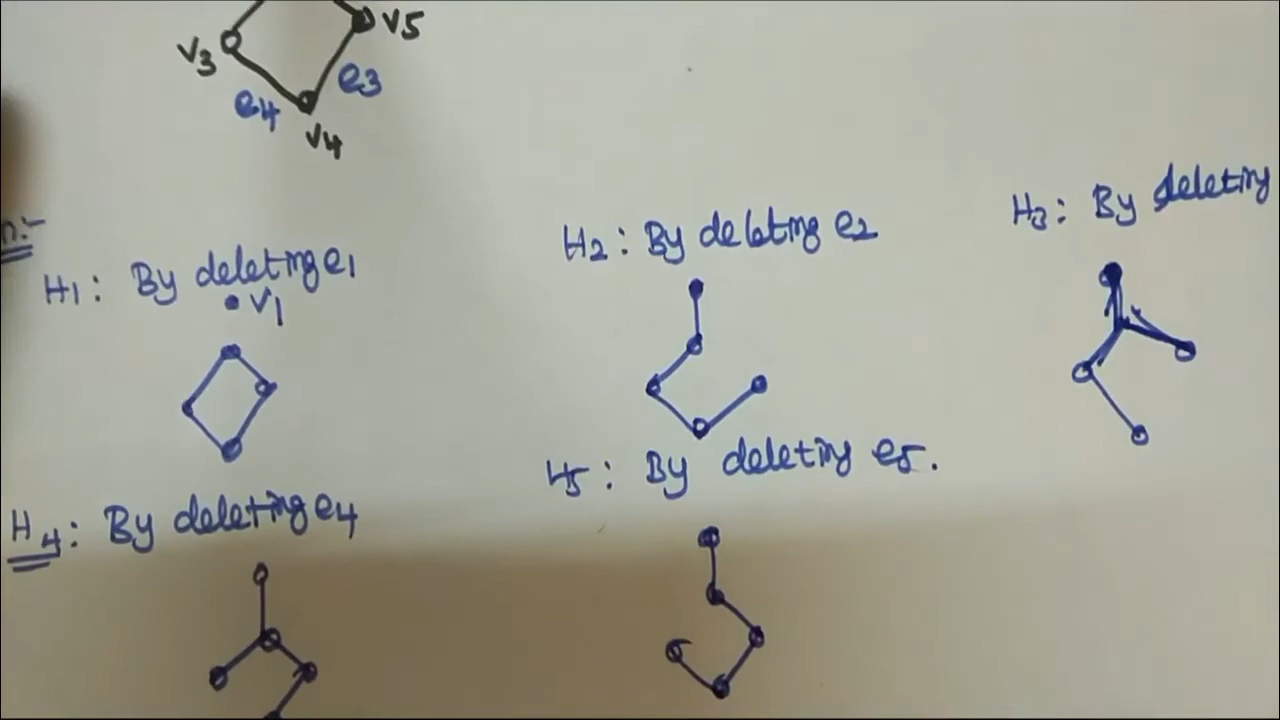 v5
v3
e3
e4
v4
n:-
H1: By deleting e1
v1
H2: By deleting e2
H3: By deleting
H4: By deleting e4
H5: By deleting e5.